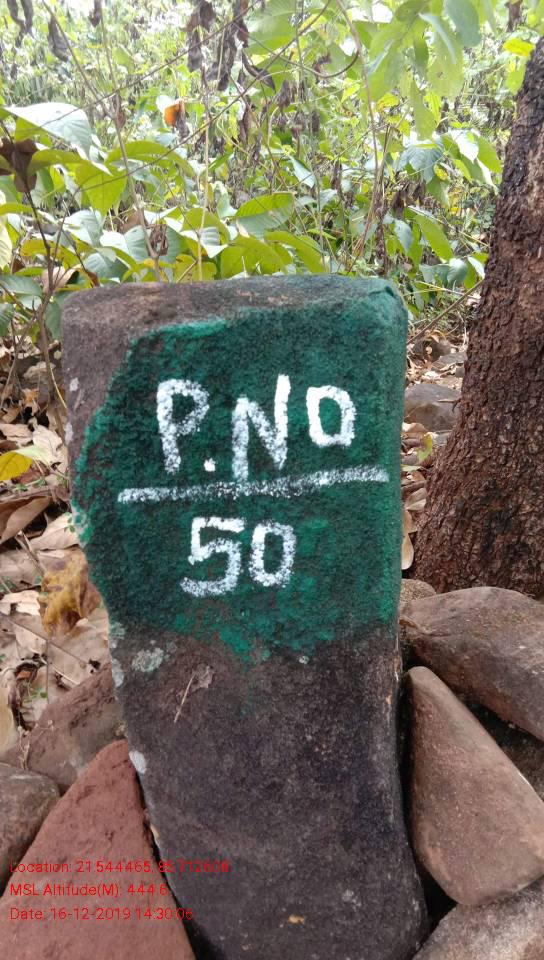 P.NO
50
Location: 21.544465, 85.712608
MSL Altitude(M): 444.6
Date: 16-12-2019 14:30:06